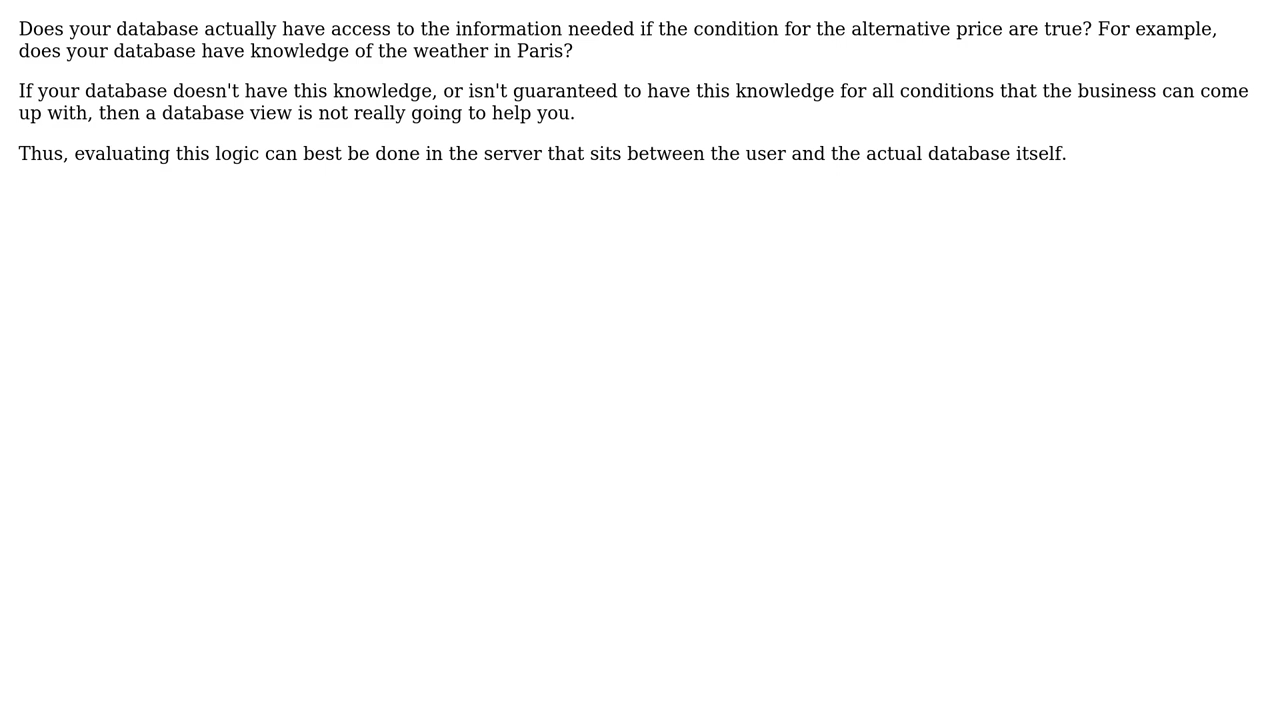 Does your database actually have access to the information needed if the condition for the alternative price are true? For example,
does your database have knowledge of the weather in Paris?
If your database doesn't have this knowledge, or isn't guaranteed to have this knowledge for all conditions that the business can come
up with, then a database view is not really going to help you.
Thus, evaluating this logic can best be done in the server that sits between the user and the actual database itself.